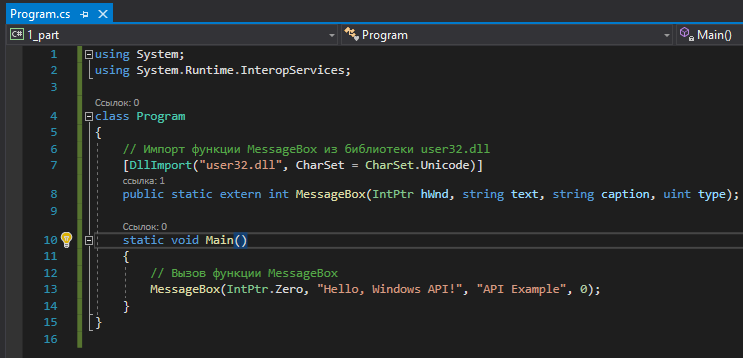 Program.cs
1_part Program Main()
1 using System;
2 using System.Runtime.InteropServices;
3
Ссылок: 0
4 class Program
5 {
6 // Импорт функции MessageBox из библиотеки user32.dll
7 [DllImport("user32.dll", CharSet = CharSet.Unicode)]
ссылка: 1
8 public static extern int MessageBox(IntPtr hWnd, string text, string caption, uint type);
9
Ссылок: 0
10 static void Main()
11 {
12 // Вызов функции MessageBox
13 MessageBox(IntPtr.Zero, "Hello, Windows API!", "API Example", 0);
14 }
15 }
16